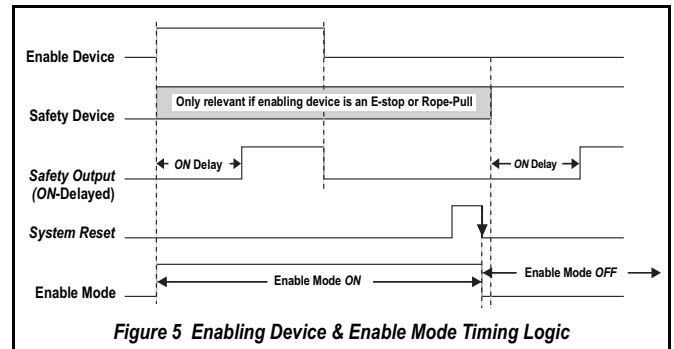 Enable Device
Only relevant if enabling device is an E-stop or Rope-Pull
Safety Device
ON Delay
ON Delay
Safety Output
(ON-Delayed)
System Reset
Enable Mode ON
Enable Mode OFF
Enable Mode
Figure 5 Enabling Device & Enable Mode Timing Logic